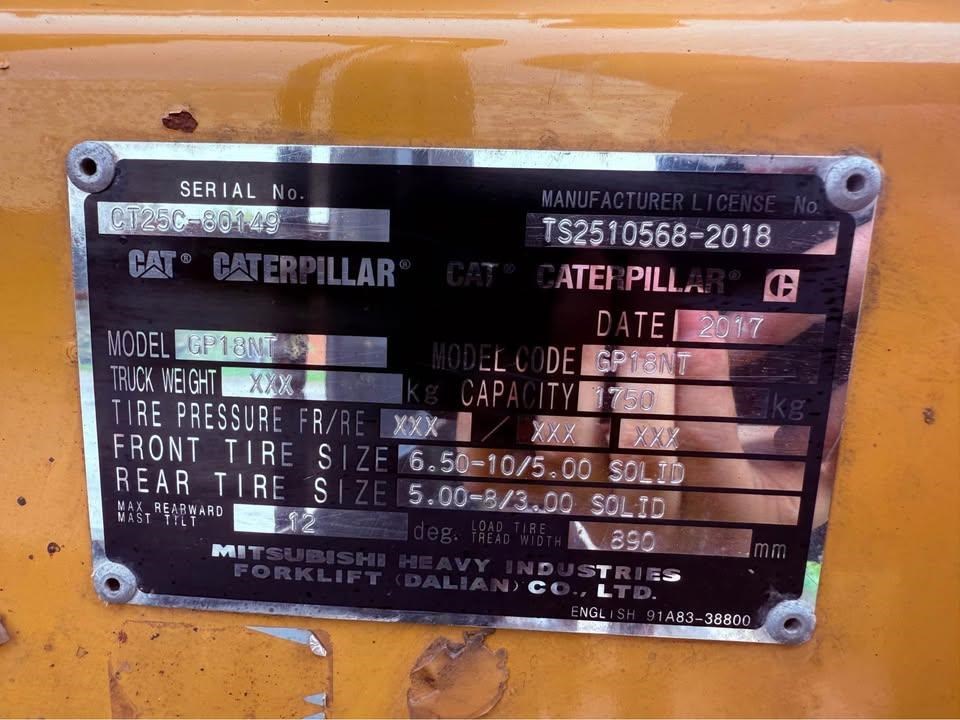 SERIAL No.
MANUFACTURER LICENSE No.
CT25C-80149
TS2510568-2018
CAT® CATERPILLAR® CAT® CATERPILLAR®
DATE 2017
MODEL GP18NT MODEL CODE GP18NT
TRUCK WEIGHT XXX kg CAPACITY 1750 kg
TIRE PRESSURE FR/RE XXX / XXX XXX
FRONT TIRE SIZE 6.50-10/5.00 SOLID
REAR TIRE SIZE 5.00-8/3.00 SOLID
MAX REARWARD
MAST TILT 12 deg. LOAD TIRE
TREAD WIDTH 890 mm
MITSUBISHI HEAVY INDUSTRIES
FORKLIFT (DALIAN) CO., LTD.
ENGLISH 91A83-38800